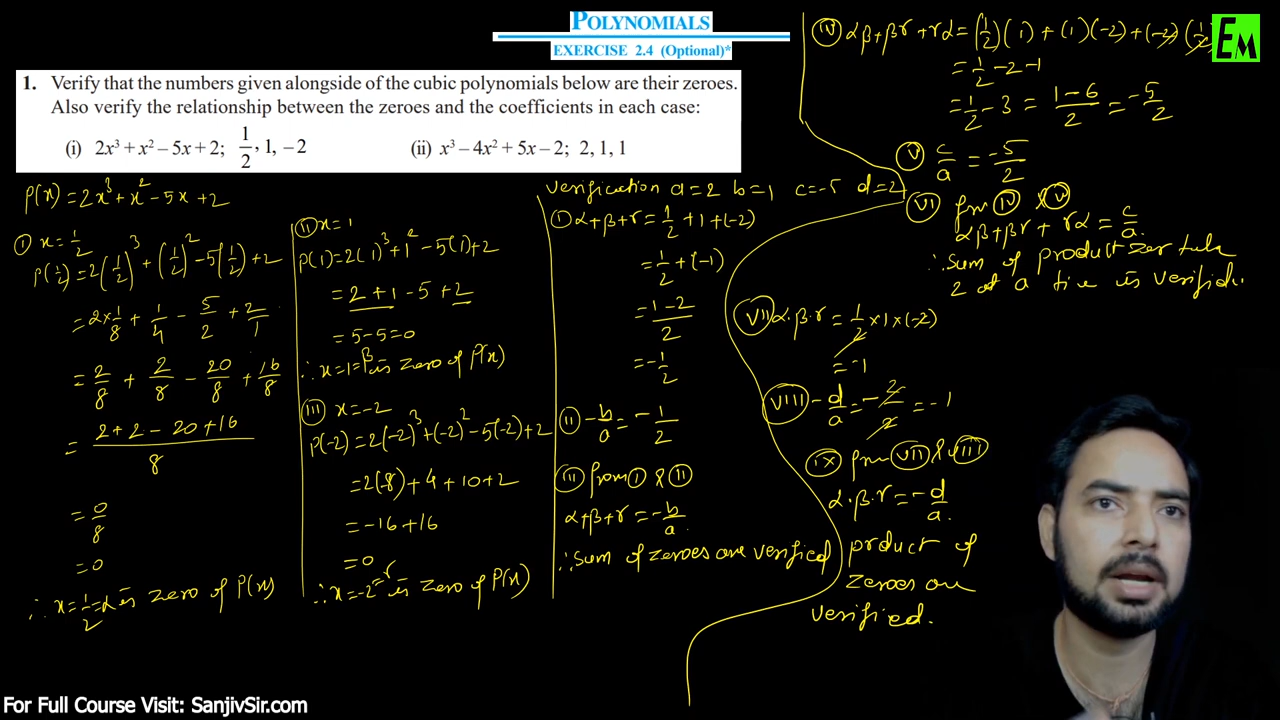 POLYNOMIALS
EXERCISE 2.4 (Optional)*
EM
1. Verify that the numbers given alongside of the cubic polynomials below are their zeroes.
Also verify the relationship between the zeroes and the coefficients in each case:
(i) 2x³ + x² – 5x + 2; 1/2, 1, – 2
(ii) x³ – 4x² + 5x – 2; 2, 1, 1
P(x) = 2x³ + x² - 5x + 2
(I) x = 1/2
P(1/2) = 2(1/2)³ + (1/2)² - 5(1/2) + 2
= 2 × 1/8 + 1/4 - 5/2 + 2/1
= 2/8 + 2/8 - 20/8 + 16/8
= (2+2-20+16)/8
= 0/8
= 0
∴ x = 1/2 = α is zero of P(x)
(II) x = 1
P(1) = 2(1)³ + 1² - 5(1) + 2
= 2 + 1 - 5 + 2
= 5-5 = 0
∴ x = 1 = β is zero of P(x)
(III) x = -2
P(-2) = 2(-2)³ + (-2)² - 5(-2) + 2
= 2(-8) + 4 + 10 + 2
= -16 + 16
= 0
∴ x = -2 = r is zero of P(x)
verification a = 2 b = 1 c = -5 d = 2
(I) α + β + r = 1/2 + 1 + (-2)
= 1/2 + (-1)
= (1-2)/2
= -1/2
(II) -b/a = -1/2
(III) from (I) & (II)
α + β + r = -b/a
∴ sum of zeroes are verified
(IV) αβ + βr + rα = (1/2)(1) + (1)(-2) + (-2)(1/2)
= 1/2 - 2 - 1
= 1/2 - 3 = (1-6)/2 = -5/2
(V) c/a = -5/2
(VI) from (IV) & (V)
αβ + βr + rα = c/a
∴ sum of product
2 at a time is verified.
(VII) α.β.r = 1/2 × 1 × (-2)
= -1
(VIII) -d/a = -2/2 = -1
(IX) from (VII) & (VIII)
α.β.r = -d/a.
product of
zeroes are
verified.
For Full Course Visit: SanjivSir.com